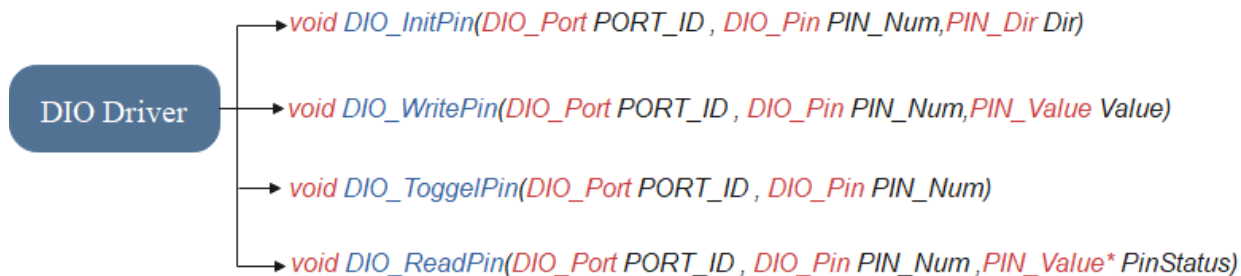 void DIO_InitPin(DIO_Port PORT_ID , DIO_Pin PIN_Num,PIN_Dir Dir)
DIO Driver
void DIO_WritePin(DIO_Port PORT_ID , DIO_Pin PIN_Num,PIN_Value Value)
void DIO_ToggelPin(DIO_Port PORT_ID , DIO_Pin PIN_Num)
void DIO_ReadPin(DIO_Port PORT_ID , DIO_Pin PIN_Num ,PIN_Value* PinStatus)